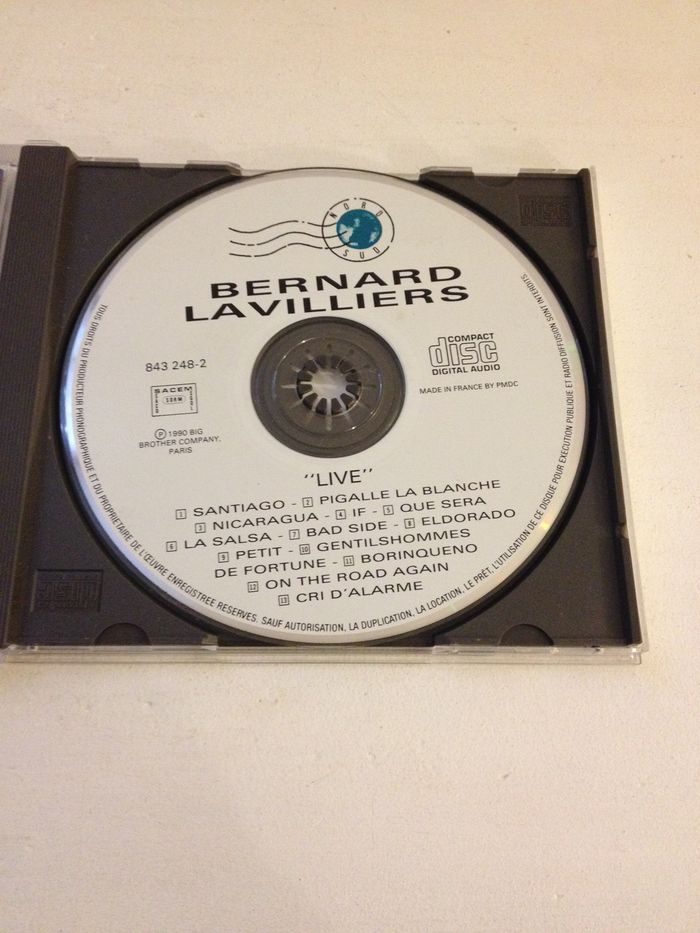 NORD
SUD
BERNARD
LAVILLIERS
843 248-2
COMPACT
disc
DIGITAL AUDIO
SACEM
SDRM
MADE IN FRANCE BY PMDC
Ⓟ 1990 BIG
BROTHER COMPANY,
PARIS
"LIVE"
1 SANTIAGO - 2 PIGALLE LA BLANCHE
3 NICARAGUA - 4 IF - 5 QUE SERA
6 LA SALSA - 7 BAD SIDE - 8 ELDORADO
9 PETIT - 10 GENTILSHOMMES
DE FORTUNE - 11 BORINQUENO
12 ON THE ROAD AGAIN
13 CRI D'ALARME
TOUS DROITS DU PRODUCTEUR PHONOGRAPHIQUE ET DU PROPRIETAIRE DE L'ŒUVRE ENREGISTREE RESERVES. SAUF AUTORISATION, LA DUPLICATION, LA LOCATION, LE PRÊT, L'UTILISATION DE CE DISQUE POUR EXECUTION PUBLIQUE ET RADIO DIFFUSION SONT INTERDITS
disc
disc